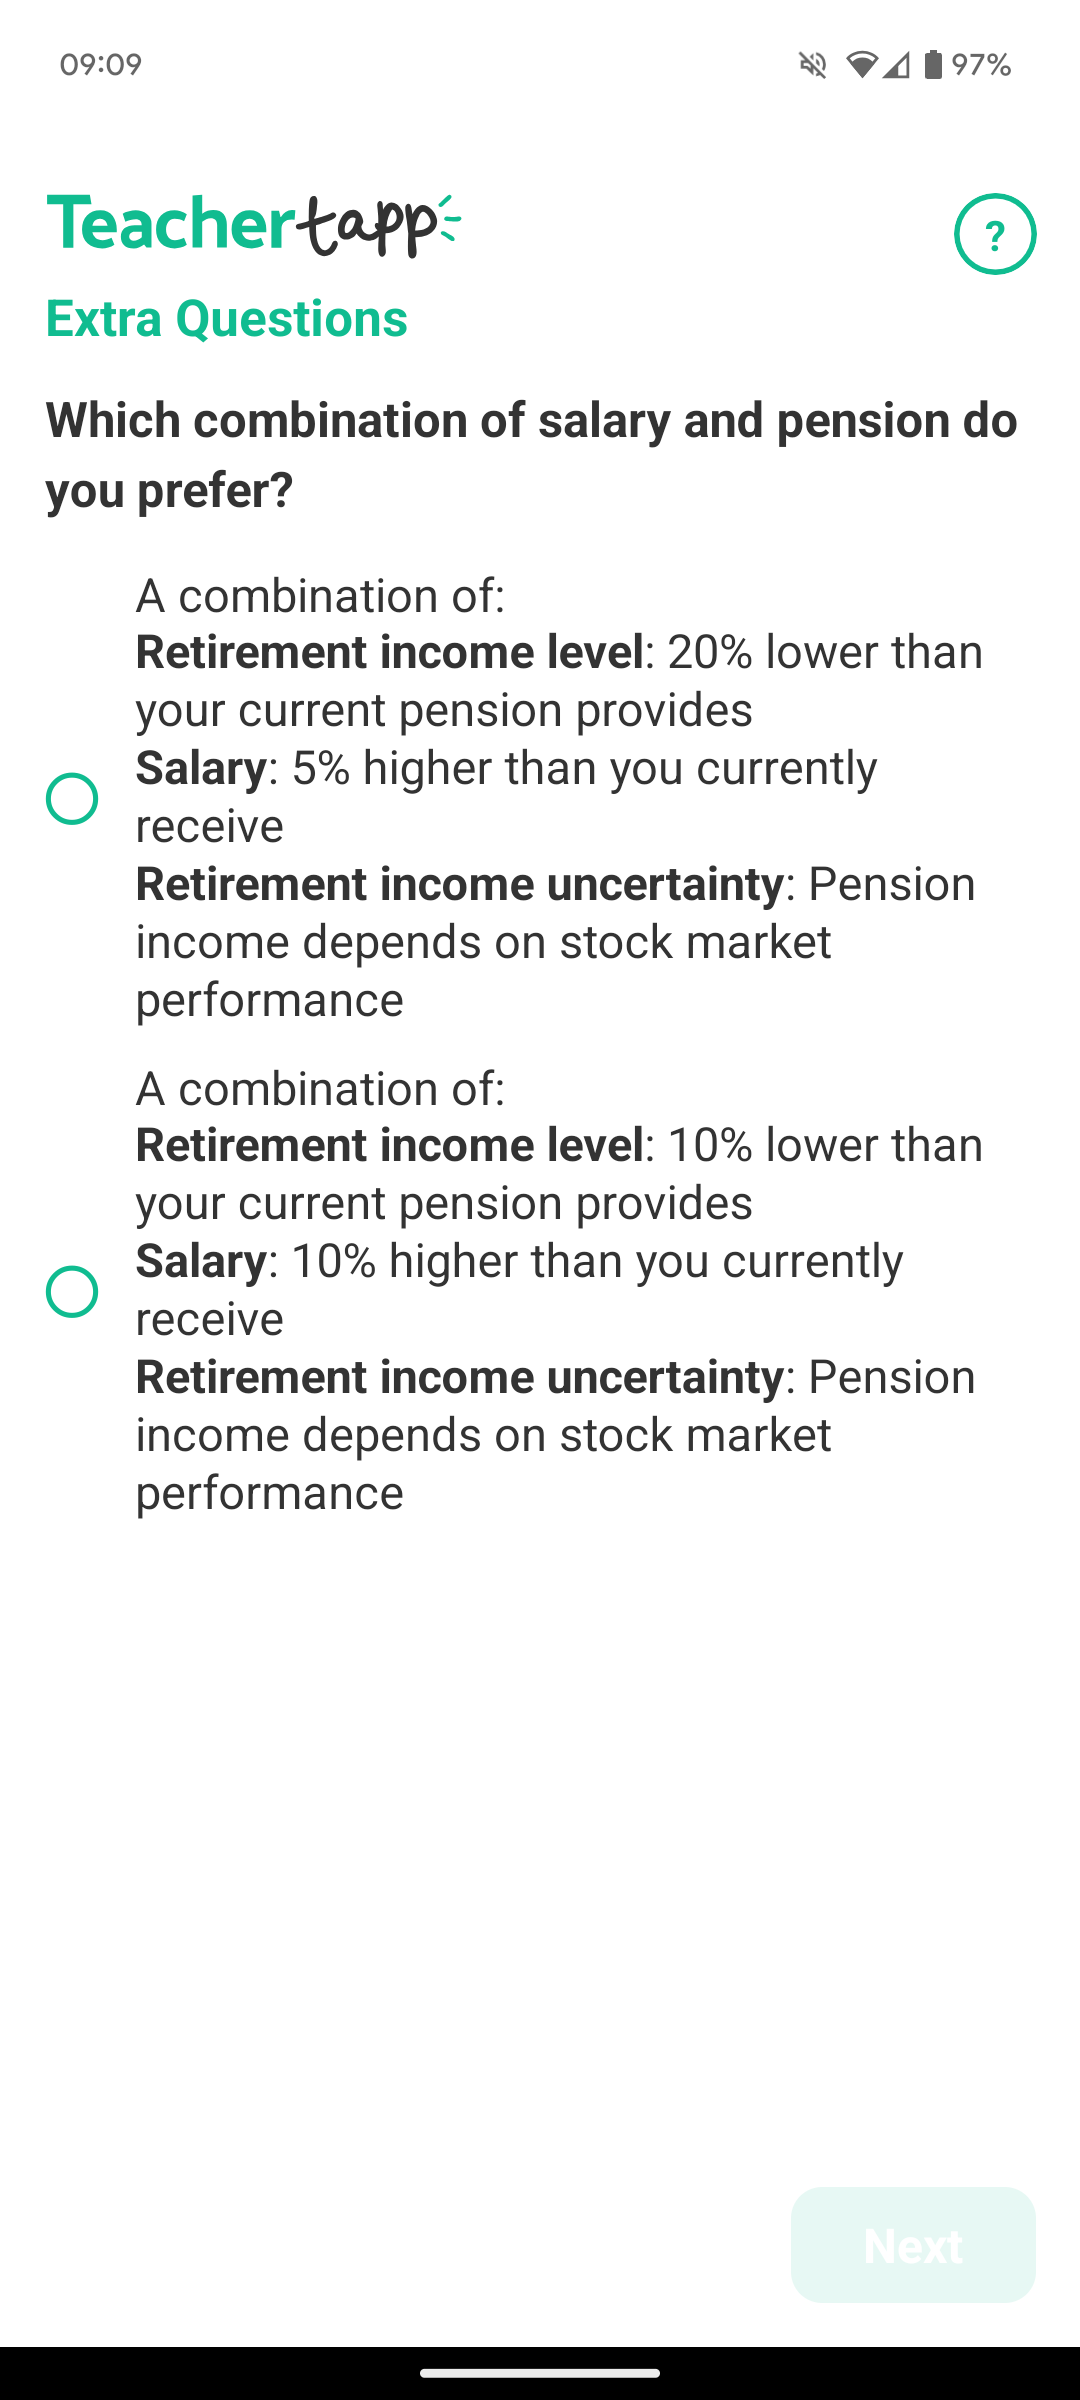 09:09
97%
Teacher tapp
?
Extra Questions
Which combination of salary and pension do
you prefer?
A combination of:
Retirement income level: 20% lower than
your current pension provides
Salary: 5% higher than you currently
receive
Retirement income uncertainty: Pension
income depends on stock market
performance
A combination of:
Retirement income level: 10% lower than
your current pension provides
Salary: 10% higher than you currently
receive
Retirement income uncertainty: Pension
income depends on stock market
performance
Next